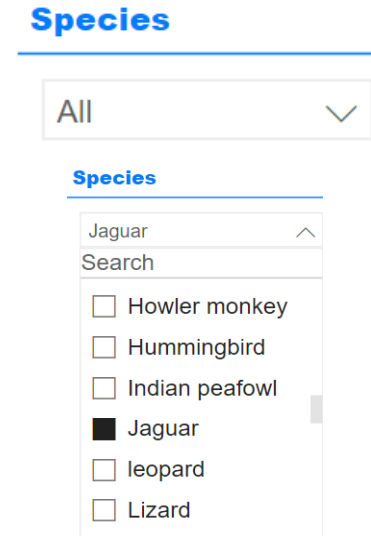 Species
All
Species
Jaguar
Search
Howler monkey
Hummingbird
Indian peafowl
Jaguar
leopard
Lizard